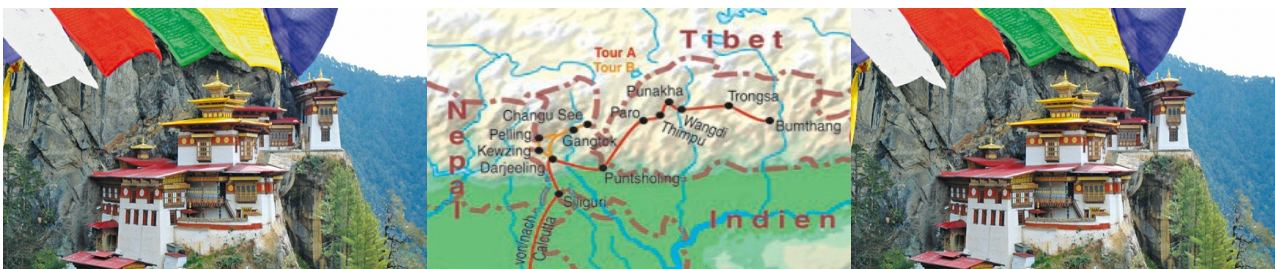 Tibet
Tour A
Tour B
Nepal
Punakha
Trongsa
Changu See
Paro
Wangdi
Thimpu
Bumthang
Pelling
Gangtok
Kewzing
Darjeeling
Puntsholing
Siliguri
Indien
von/nach
Calcutta